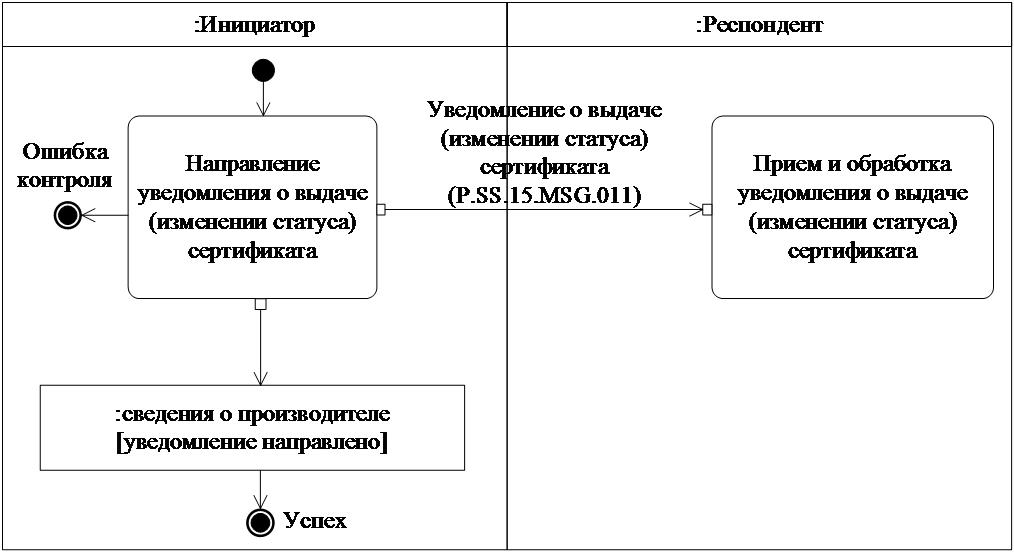 :Инициатор
:Респондент
Ошибка
контроля
Направление
уведомления о выдаче
(изменении статуса)
сертификата
Уведомление о выдаче
(изменении статуса)
сертификата
(P.SS.15.MSG.011)
Прием и обработка
уведомления о выдаче
(изменении статуса)
сертификата
:сведения о производителе
[уведомление направлено]
Успех